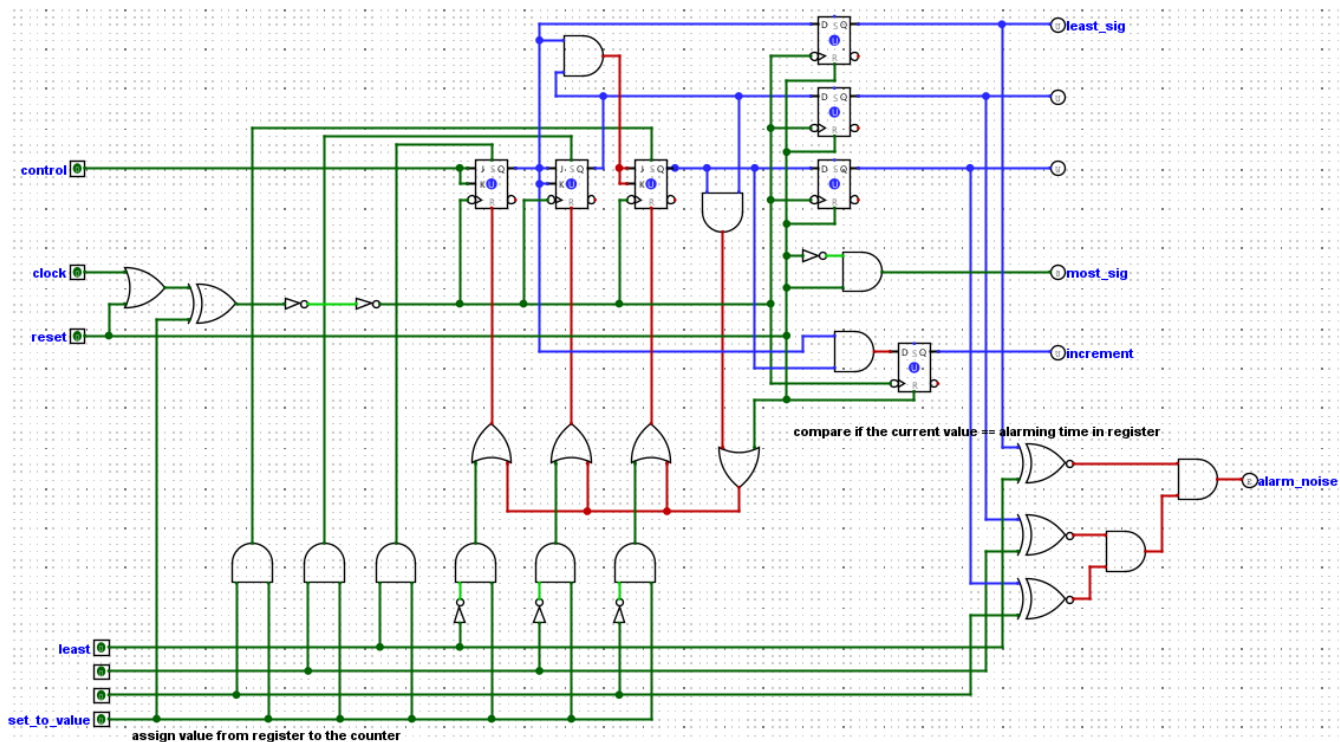 least_sig
control
clock
most_sig
reset
increment
compare if the current value == alarming time in register
alarm_noise
least
set_to_value
assign value from register to the counter
D S Q
U
R
D S Q
U
R
J S Q
K U
R
J S Q
K U
R
J S Q
K U
R
D S Q
U
R
D S Q
U
R